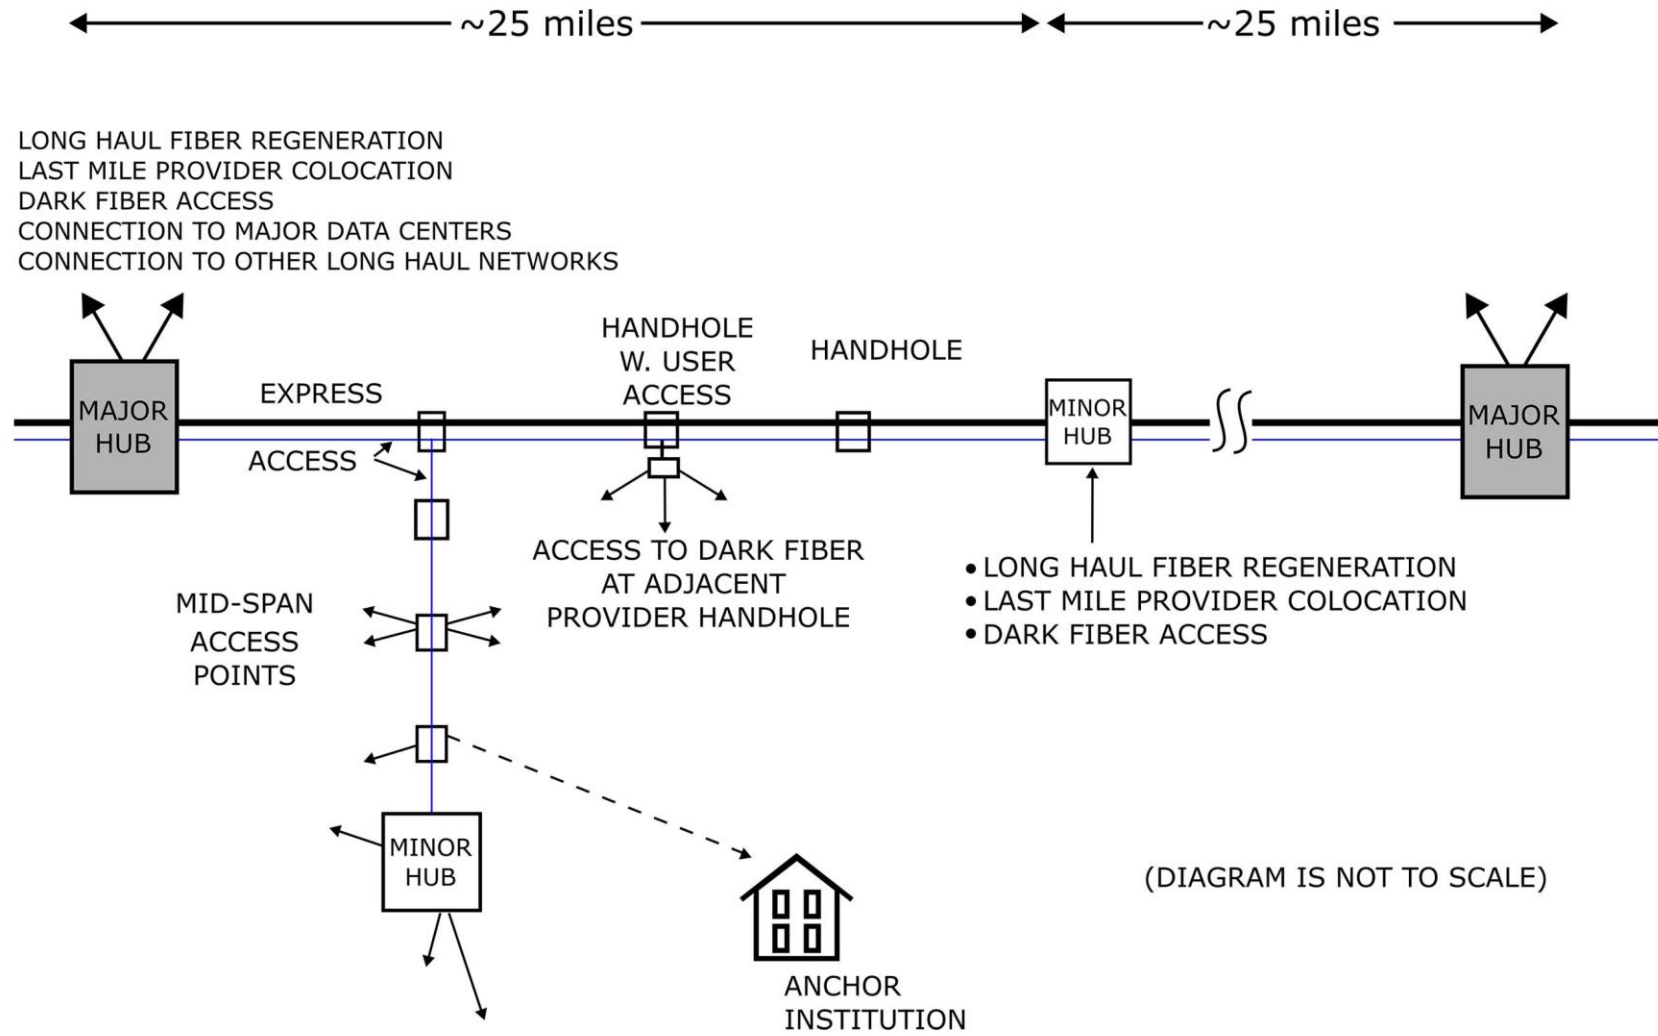 ~25 miles
~25 miles
LONG HAUL FIBER REGENERATION
LAST MILE PROVIDER COLOCATION
DARK FIBER ACCESS
CONNECTION TO MAJOR DATA CENTERS
CONNECTION TO OTHER LONG HAUL NETWORKS
HANDHOLE
W. USER
ACCESS
HANDHOLE
EXPRESS
MAJOR
HUB
ACCESS
MINOR
HUB
MAJOR
HUB
ACCESS TO DARK FIBER
AT ADJACENT
PROVIDER HANDHOLE
• LONG HAUL FIBER REGENERATION
• LAST MILE PROVIDER COLOCATION
• DARK FIBER ACCESS
MID-SPAN
ACCESS
POINTS
MINOR
HUB
(DIAGRAM IS NOT TO SCALE)
ANCHOR
INSTITUTION